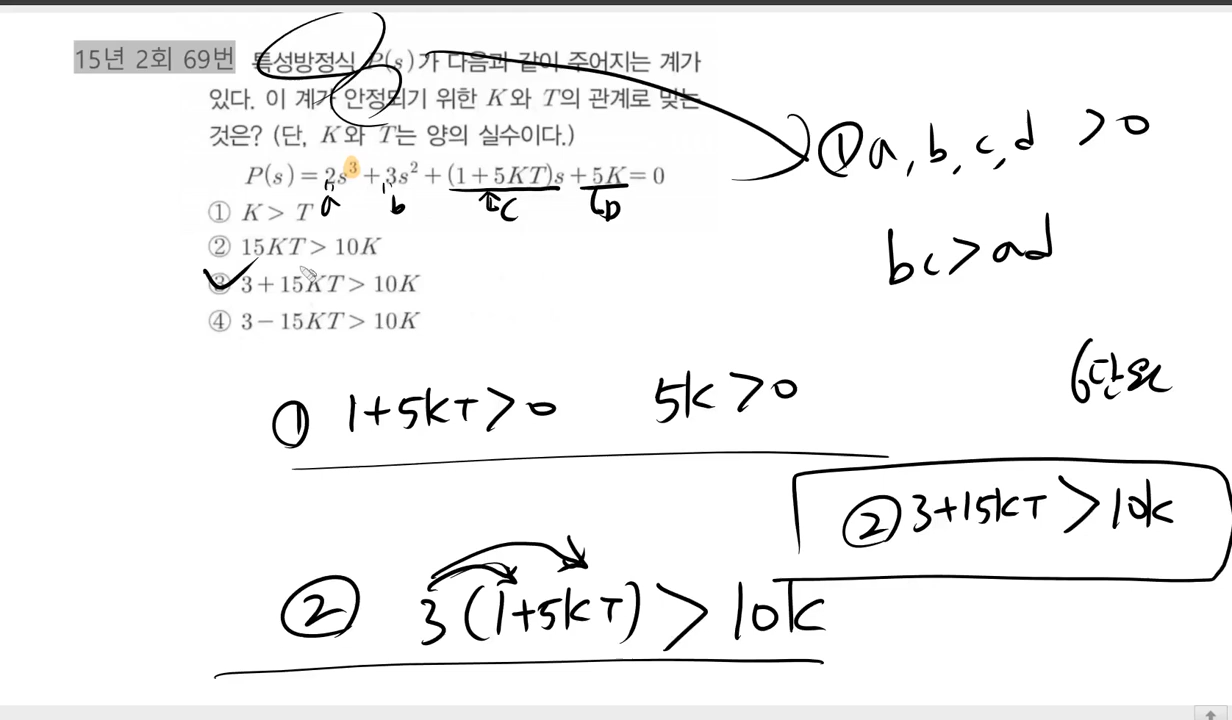 15년 2회 69번 특성방정식 P(s)가 다음과 같이 주어지는 계가
있다. 이 계가 안정되기 위한 K와 T의 관계로 맞는
것은? (단, K와 T는 양의 실수이다.)
P(s) = 2s³ + 3s² + (1+5KT)s + 5K = 0
a b c D
① K > T
② 15KT > 10K
③ 3 + 15KT > 10K
④ 3 − 15KT > 10K
① a, b, c, d > 0
bc > ad
6단원
① 1+5KT > 0 5K > 0
② 3+15KT > 10K
② 3(1+5KT) > 10K